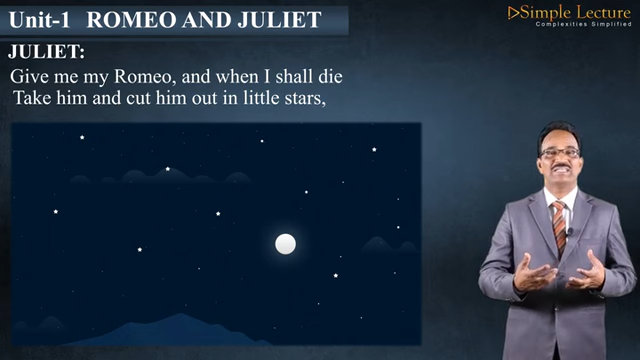 Unit-1 ROMEO AND JULIET
Simple Lecture
Complexities Simplified
JULIET:
Give me my Romeo, and when I shall die
Take him and cut him out in little stars,